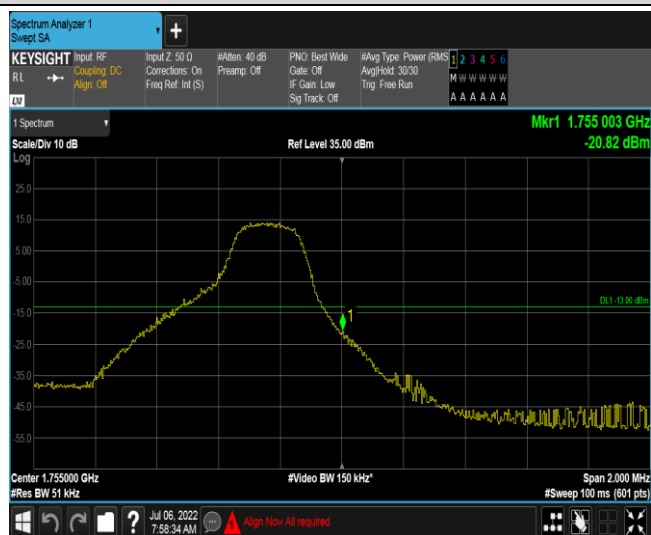 Spectrum Analyzer 1
Swept SA
KEYSIGHT
RL
LXI
Input: RF
Coupling: DC
Align: Off
Input Z: 50 Ω
Corrections: On
Freq Ref: Int (S)
#Atten: 40 dB
Preamp: Off
PNO: Best Wide
Gate: Off
IF Gain: Low
Sig Track: Off
#Avg Type: Power (RMS
Avg|Hold: 30/30
Trig: Free Run
1 2 3 4 5 6
M W W W W W
A A A A A A
1 Spectrum
Scale/Div 10 dB
Ref Level 35.00 dBm
Mkr1 1.755 003 GHz
-20.82 dBm
Log
25.0
15.0
5.00
-5.00
DL1 -13.00 dBm
1
-15.0
-25.0
-35.0
-45.0
-55.0
Center 1.755000 GHz
#Video BW 150 kHz*
Span 2.000 MHz
#Res BW 51 kHz
#Sweep 100 ms (601 pts)
?
Jul 06, 2022
7:58:34 AM
Align Now All required